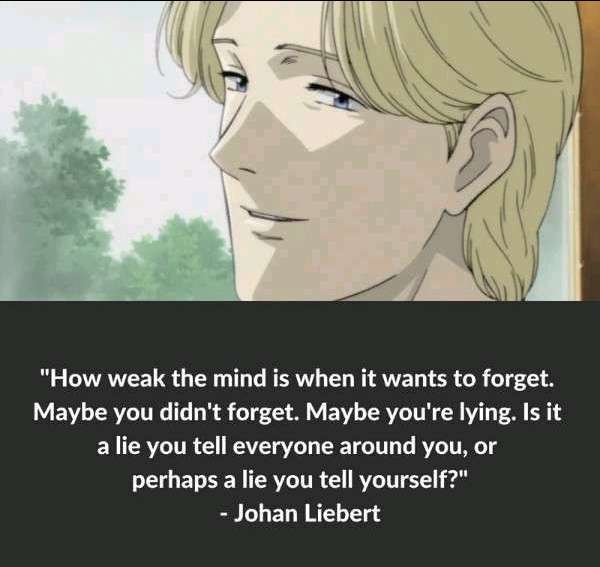 "How weak the mind is when it wants to forget.
Maybe you didn't forget. Maybe you're lying. Is it
a lie you tell everyone around you, or
perhaps a lie you tell yourself?"
- Johan Liebert